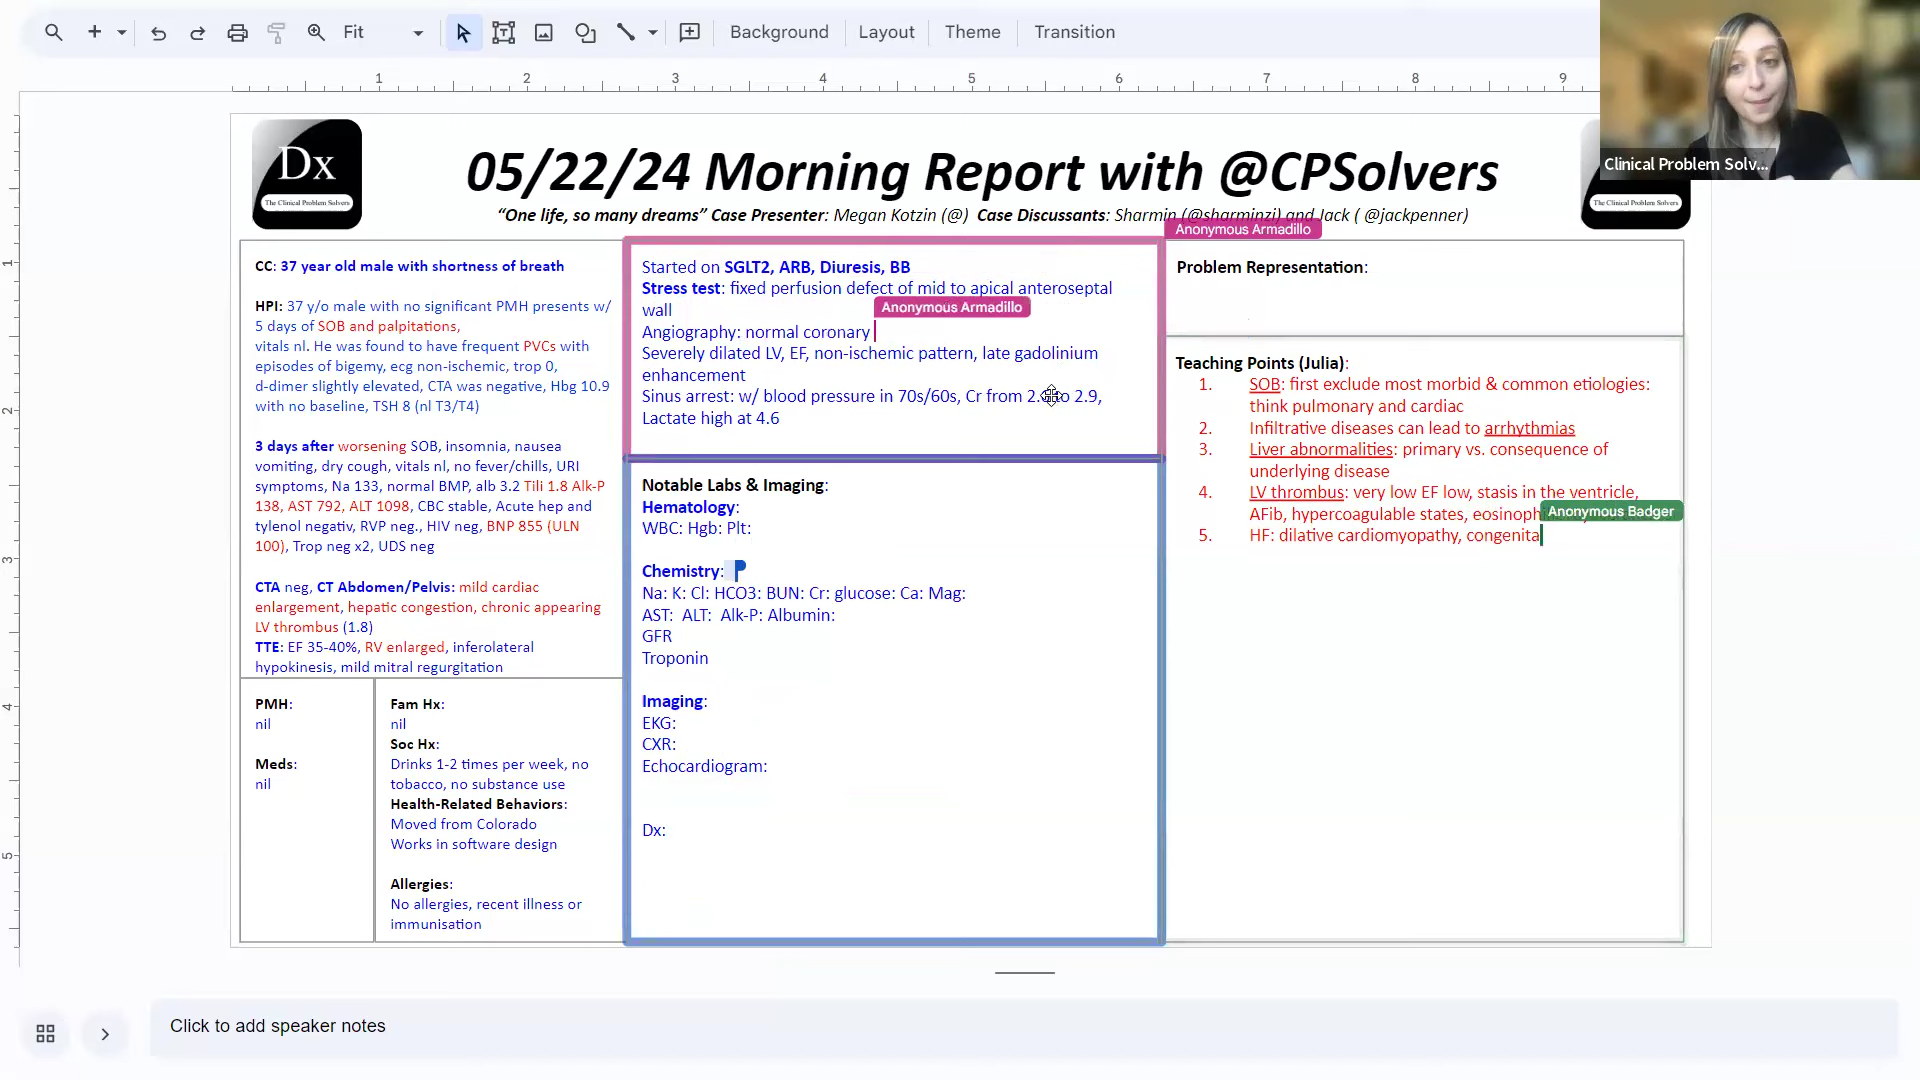 Fit
Background
Layout
Theme
Transition
1 2 3 4 5 6 7 8 9
Clinical Problem Solv...
Dx
The Clinical Problem Solvers
The Clinical Problem Solvers
05/22/24 Morning Report with @CPSolvers
“One life, so many dreams” Case Presenter: Megan Kotzin (@) Case Discussants: Sharmin (@sharminzi) and Jack ( @jackpenner)
Anonymous Armadillo
1
2
3
4
5
CC: 37 year old male with shortness of breath
HPI: 37 y/o male with no significant PMH presents w/
5 days of SOB and palpitations,
vitals nl. He was found to have frequent PVCs with
episodes of bigemy, ecg non-ischemic, trop 0,
d-dimer slightly elevated, CTA was negative, Hbg 10.9
with no baseline, TSH 8 (nl T3/T4)
3 days after worsening SOB, insomnia, nausea
vomiting, dry cough, vitals nl, no fever/chills, URI
symptoms, Na 133, normal BMP, alb 3.2 Tili 1.8 Alk-P
138, AST 792, ALT 1098, CBC stable, Acute hep and
tylenol negativ, RVP neg., HIV neg, BNP 855 (ULN
100), Trop neg x2, UDS neg
CTA neg, CT Abdomen/Pelvis: mild cardiac
enlargement, hepatic congestion, chronic appearing
LV thrombus (1.8)
TTE: EF 35-40%, RV enlarged, inferolateral
hypokinesis, mild mitral regurgitation
PMH:
nil
Meds:
nil
Fam Hx:
nil
Soc Hx:
Drinks 1-2 times per week, no
tobacco, no substance use
Health-Related Behaviors:
Moved from Colorado
Works in software design
Allergies:
No allergies, recent illness or
immunisation
Started on SGLT2, ARB, Diuresis, BB
Stress test: fixed perfusion defect of mid to apical anteroseptal
wall
Anonymous Armadillo
Angiography: normal coronary
Severely dilated LV, EF, non-ischemic pattern, late gadolinium
enhancement
Sinus arrest: w/ blood pressure in 70s/60s, Cr from to 2.9,
Lactate high at 4.6
Notable Labs & Imaging:
Hematology:
WBC: Hgb: Plt:
Chemistry:
Na: K: Cl: HCO3: BUN: Cr: glucose: Ca: Mag:
AST: ALT: Alk-P: Albumin:
GFR
Troponin
Imaging:
EKG:
CXR:
Echocardiogram:
Dx:
Problem Representation:
Teaching Points (Julia):
1. SOB: first exclude most morbid & common etiologies:
think pulmonary and cardiac
2. Infiltrative diseases can lead to arrhythmias
3. Liver abnormalities: primary vs. consequence of
underlying disease
4. LV thrombus: very low EF low, stasis in the ventricle,
AFib, hypercoagulable states,
Anonymous Badger
5. HF: dilative cardiomyopathy, congenita
Click to add speaker notes